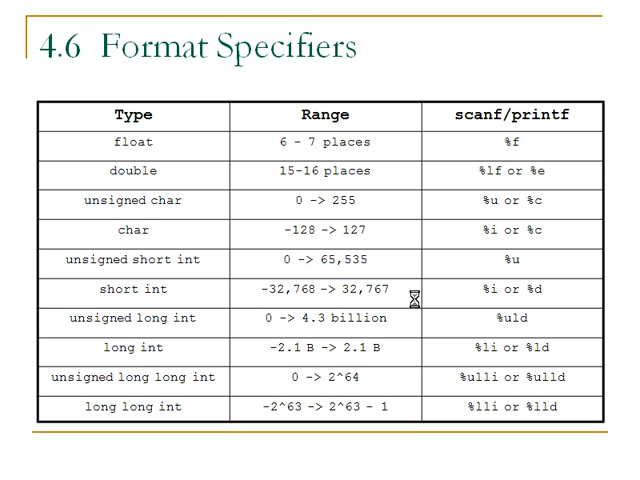 4.6 Format Specifiers
Type Range scanf/printf
float 6 - 7 places %f
double 15-16 places %lf or %e
unsigned char 0 -> 255 %u or %c
char -128 -> 127 %i or %c
unsigned short int 0 -> 65,535 %u
short int -32,768 -> 32,767 %i or %d
unsigned long int 0 -> 4.3 billion %uld
long int -2.1 B -> 2.1 B %li or %ld
unsigned long long int 0 -> 2^64 %ulli or %ulld
long long int -2^63 -> 2^63 - 1 %lli or %lld